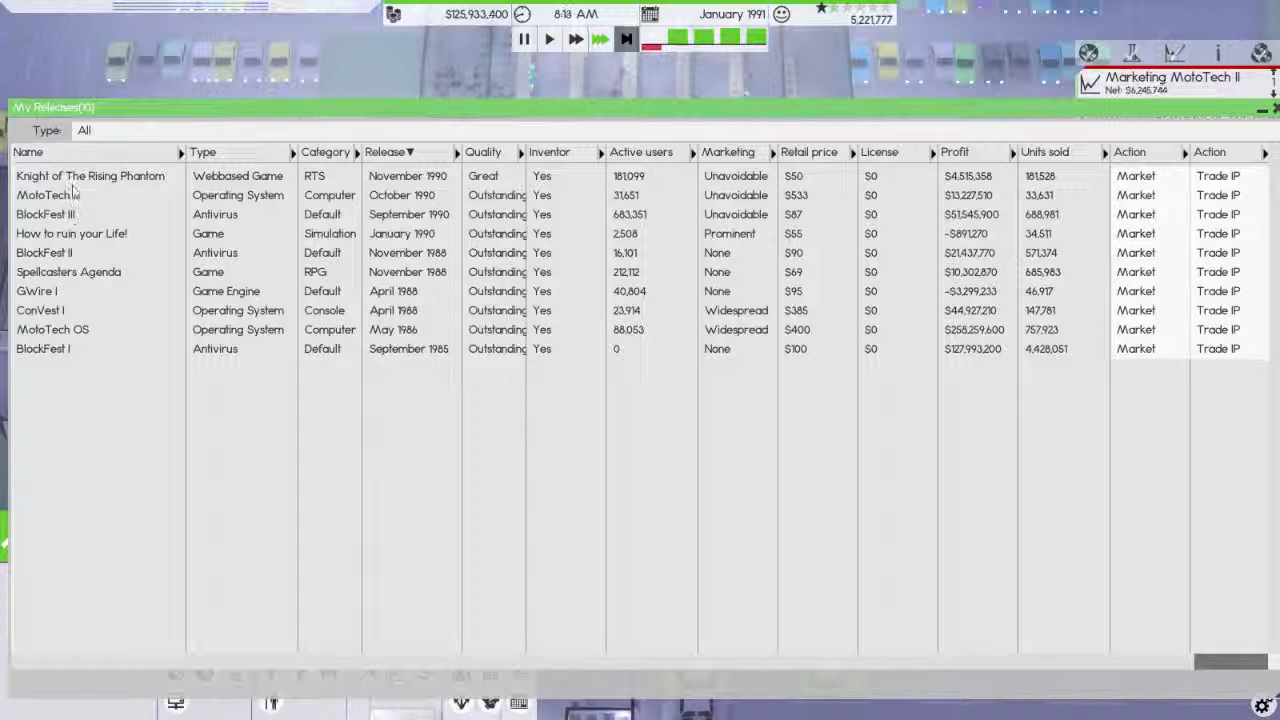 $125,933,400 8:13 AM January 1991 5,221,777
Marketing MotoTech II
Net: $6,245,744
My Releases(10)
Type: All
Name Type Category Release▼ Quality Inventor Active users Marketing Retail price License Profit Units sold Action Action
Knight of The Rising Phantom Webbased Game RTS November 1990 Great Yes 181,099 Unavoidable $50 $0 $4,515,358 181,528 Market Trade IP
MotoTech II Operating System Computer October 1990 Outstanding Yes 31,651 Unavoidable $533 $0 $13,227,510 33,631 Market Trade IP
BlockFest III Antivirus Default September 1990 Outstanding Yes 683,351 Unavoidable $87 $0 $51,545,900 688,981 Market Trade IP
How to ruin your Life! Game Simulation January 1990 Outstanding Yes 2,508 Prominent $55 $0 -$891,270 34,511 Market Trade IP
BlockFest II Antivirus Default November 1988 Outstanding Yes 16,101 None $90 $0 $21,437,770 571,374 Market Trade IP
Spellcasters Agenda Game RPG November 1988 Outstanding Yes 212,112 None $69 $0 $10,302,870 685,983 Market Trade IP
GWire I Game Engine Default April 1988 Outstanding Yes 40,804 None $95 $0 -$3,299,233 46,917 Market Trade IP
ConVest I Operating System Console April 1988 Outstanding Yes 23,914 Widespread $385 $0 $44,927,210 147,781 Market Trade IP
MotoTech OS Operating System Computer May 1986 Outstanding Yes 88,053 Widespread $400 $0 $258,259,600 757,923 Market Trade IP
BlockFest I Antivirus Default September 1985 Outstanding Yes 0 None $100 $0 $127,993,200 4,428,051 Market Trade IP